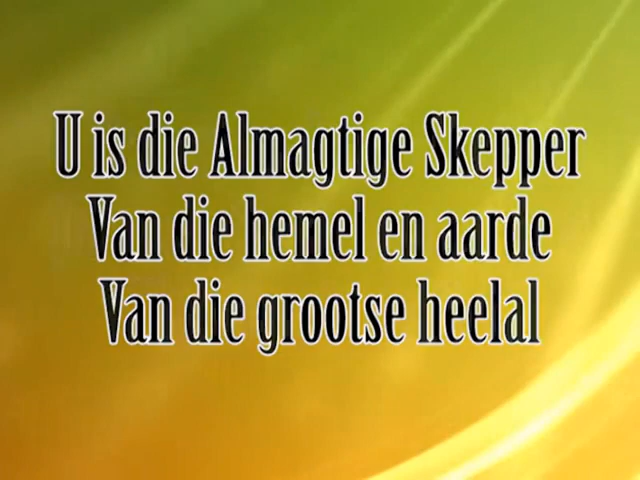 U is die Almagtige Skepper
Van die hemel en aarde
Van die grootse heelal